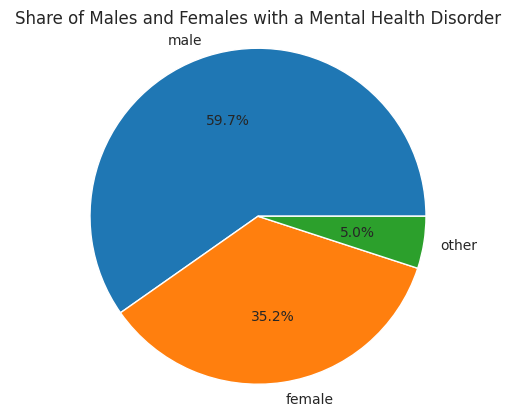 Share of Males and Females with a Mental Health Disorder
male
59.7%
5.0%
other
35.2%
female